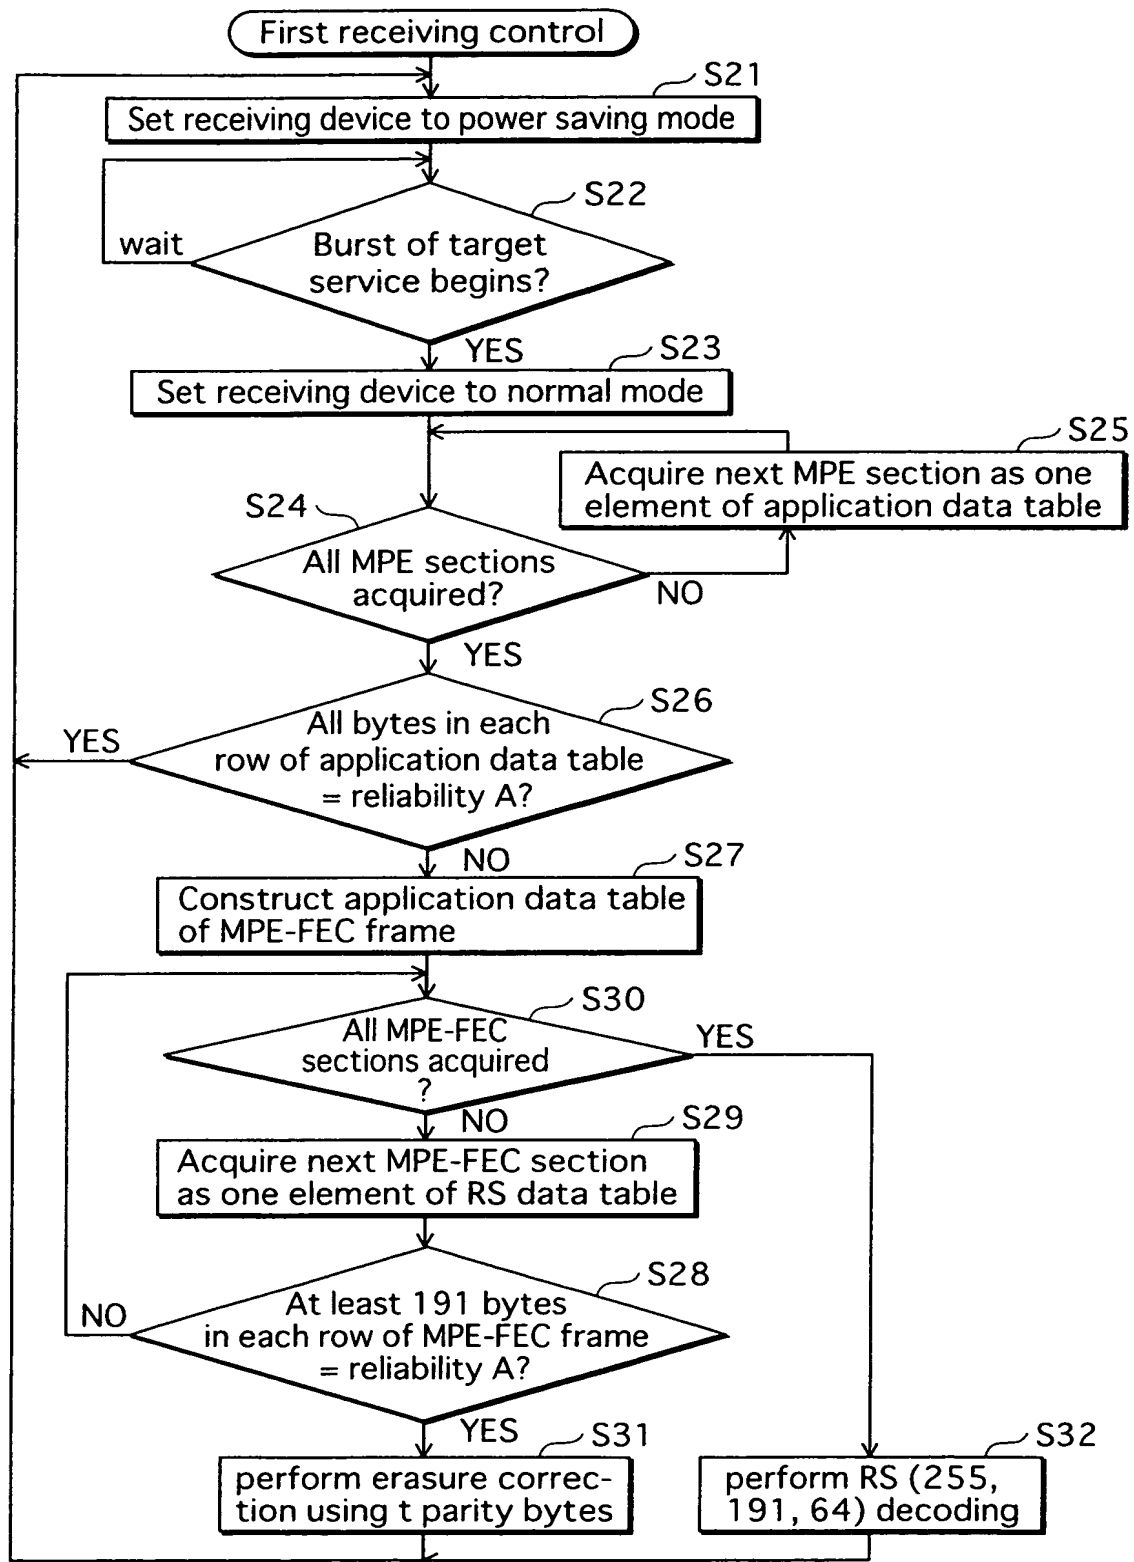 First receiving control
S21
Set receiving device to power saving mode
S22
wait
Burst of target
service begins?
YES
S23
Set receiving device to normal mode
S25
Acquire next MPE section as one
element of application data table
S24
All MPE sections
acquired?
NO
YES
S26
YES
All bytes in each
row of application data table
= reliability A?
NO
S27
Construct application data table
of MPE-FEC frame
S30
All MPE-FEC
sections acquired
?
YES
NO
S29
Acquire next MPE-FEC section
as one element of RS data table
S28
NO
At least 191 bytes
in each row of MPE-FEC frame
= reliability A?
YES
S31
perform erasure correc-
tion using t parity bytes
S32
perform RS (255,
191, 64) decoding